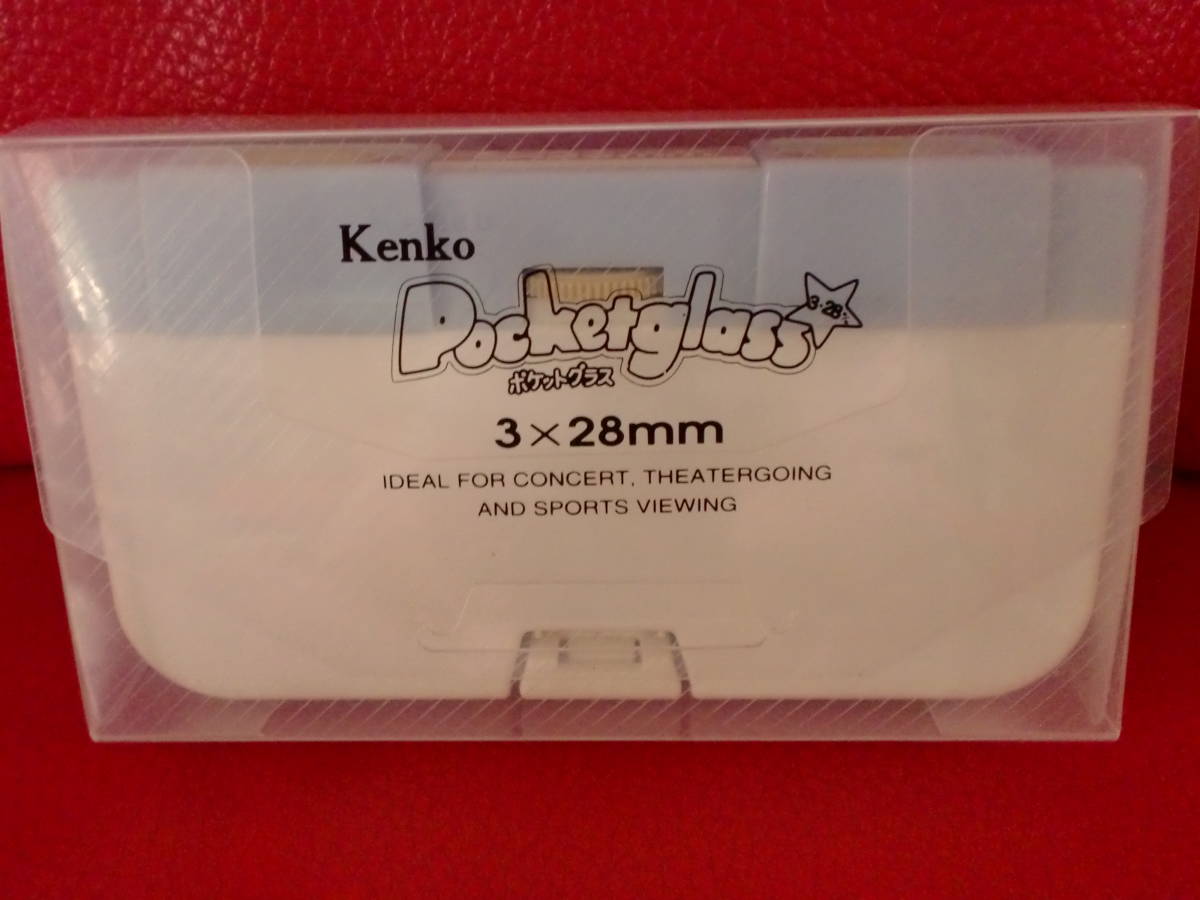 Kenko
Pocketglass
3·28
ポケットグラス
3×28mm
IDEAL FOR CONCERT, THEATERGOING
AND SPORTS VIEWING